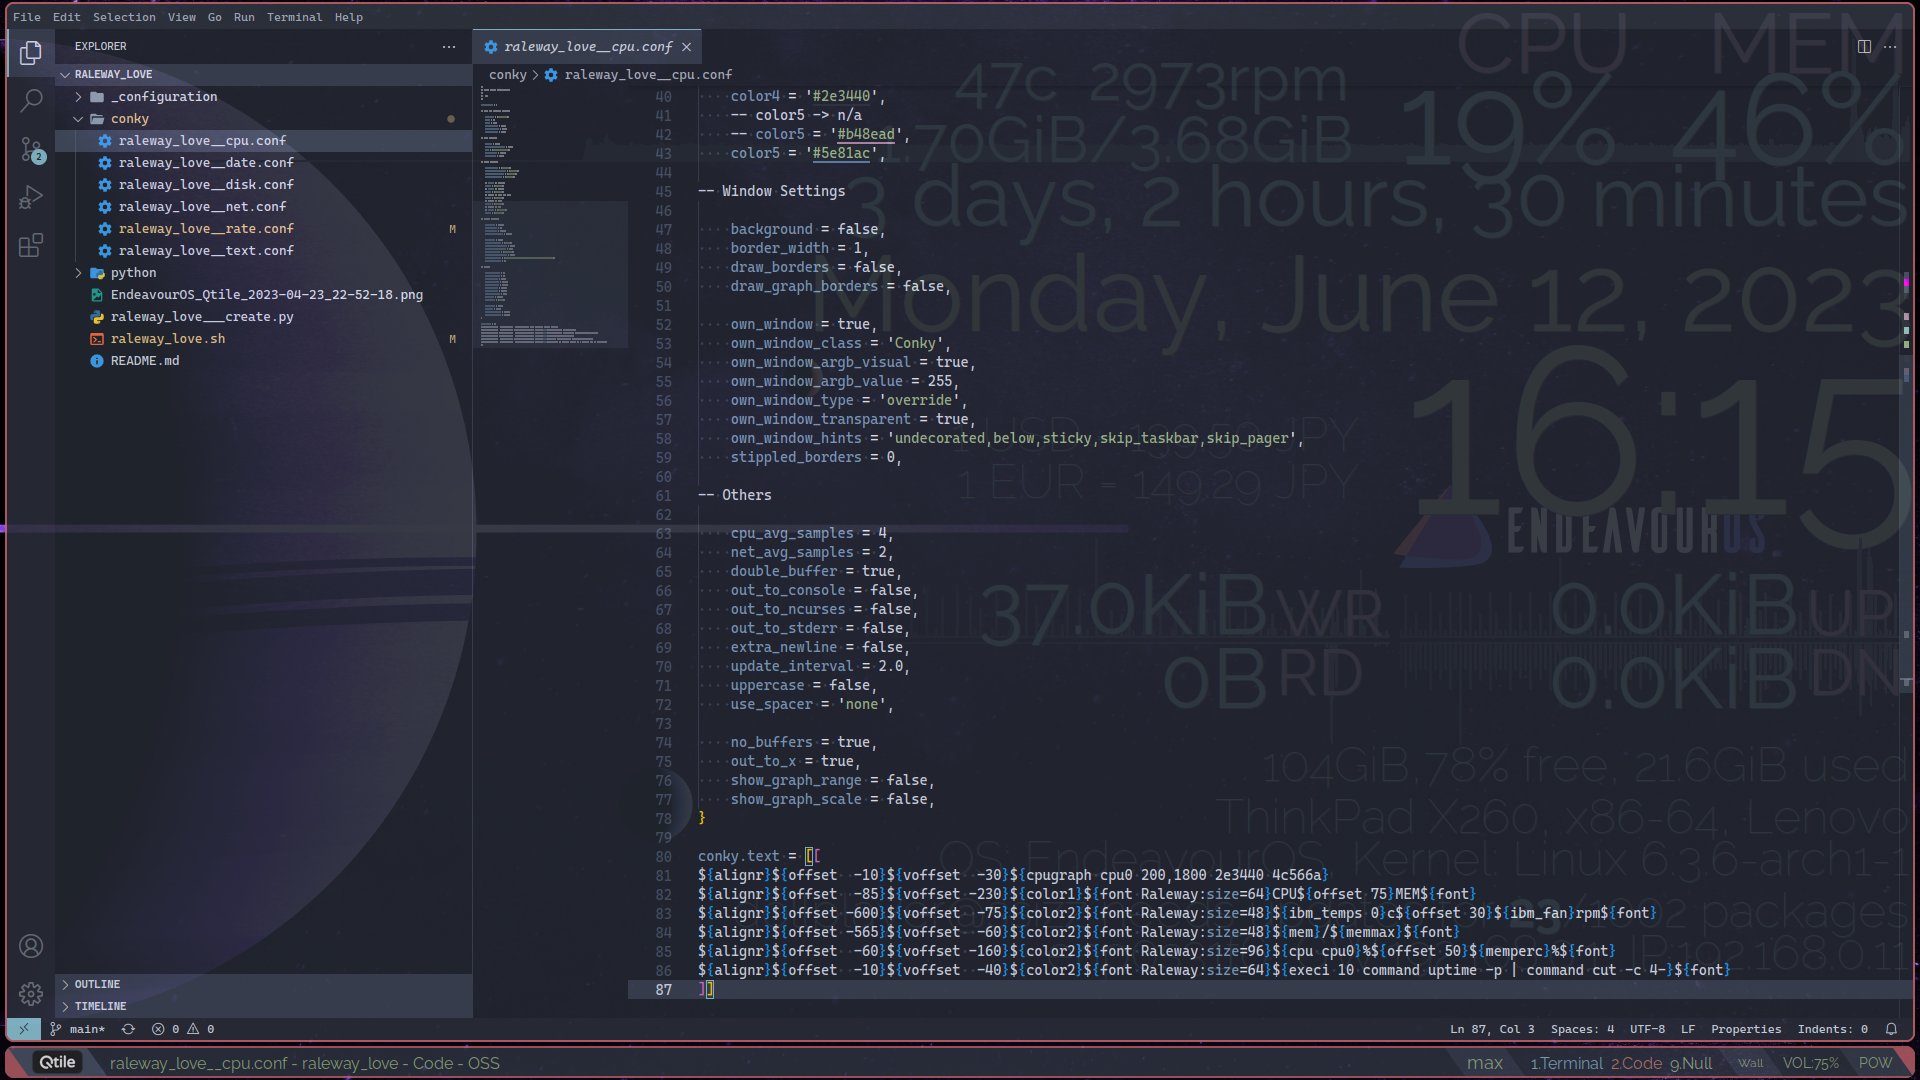 File Edit Selection View Go Run Terminal Help
EXPLORER
RALEWAY_LOVE
_configuration
conky
raleway_love__cpu.conf
raleway_love__date.conf
raleway_love__disk.conf
raleway_love__net.conf
raleway_love__rate.conf M
raleway_love__text.conf
python
EndeavourOS_Qtile_2023-04-23_22-52-18.png
raleway_love___create.py
raleway_love.sh M
README.md
OUTLINE
TIMELINE
2
raleway_love__cpu.conf
conky > raleway_love__cpu.conf
40 color4 = '#2e3440',
41 -- color5 -> n/a
42 -- color5 = '#b48ead',
43 color5 = '#5e81ac',
44
45 -- Window Settings
46
47 background = false,
48 border_width = 1,
49 draw_borders = false,
50 draw_graph_borders = false,
51
52 own_window = true,
53 own_window_class = 'Conky',
54 own_window_argb_visual = true,
55 own_window_argb_value = 255,
56 own_window_type = 'override',
57 own_window_transparent = true,
58 own_window_hints = 'undecorated,below,sticky,skip_taskbar,skip_pager',
59 stippled_borders = 0,
60
61 -- Others
62
63 cpu_avg_samples = 4,
64 net_avg_samples = 2,
65 double_buffer = true,
66 out_to_console = false,
67 out_to_ncurses = false,
68 out_to_stderr = false,
69 extra_newline = false,
70 update_interval = 2.0,
71 uppercase = false,
72 use_spacer = 'none',
73
74 no_buffers = true,
75 out_to_x = true,
76 show_graph_range = false,
77 show_graph_scale = false,
78 }
79
80 conky.text = [[
81 ${alignr}${offset  -10}${voffset  -30}${cpugraph cpu0 200,1800 2e3440 4c566a}
82 ${alignr}${offset  -85}${voffset -230}${color1}${font Raleway:size=64}CPU${offset 75}MEM${font}
83 ${alignr}${offset -600}${voffset  -75}${color2}${font Raleway:size=48}${ibm_temps 0}c${offset 30}${ibm_fan}rpm${font}
84 ${alignr}${offset -565}${voffset  -60}${color2}${font Raleway:size=48}${mem}/${memmax}${font}
85 ${alignr}${offset  -60}${voffset -160}${color2}${font Raleway:size=96}${cpu cpu0}%${offset 50}${memperc}%${font}
86 ${alignr}${offset  -10}${voffset  -40}${color2}${font Raleway:size=64}${execi 10 command uptime -p | command cut -c 4-}${font}
87 ]]
CPU MEM
47c 2973rpm
19% 46%
3 days, 2 hours, 30 minutes
Monday, June 12, 2023
16:15
1 EUR = 149.29 JPY
ENDEAVOUROS
37.0KiB WR 0.0KiB UP
0B RD 0.0KiB DN
104GiB,78% free 21.6GiB used
ThinkPad X260, x86-64, Lenovo
OS: EndeavourOS, Kernel: Linux 6.3.6-arch1-1
packages
IP:192.168.0.11
main* 0 0
Ln 87, Col 3 Spaces: 4 UTF-8 LF Properties Indents: 0
Qtile raleway_love__cpu.conf - raleway_love - Code - OSS
max 1.Terminal 2.Code 9.Null Wall VOL:75% POW